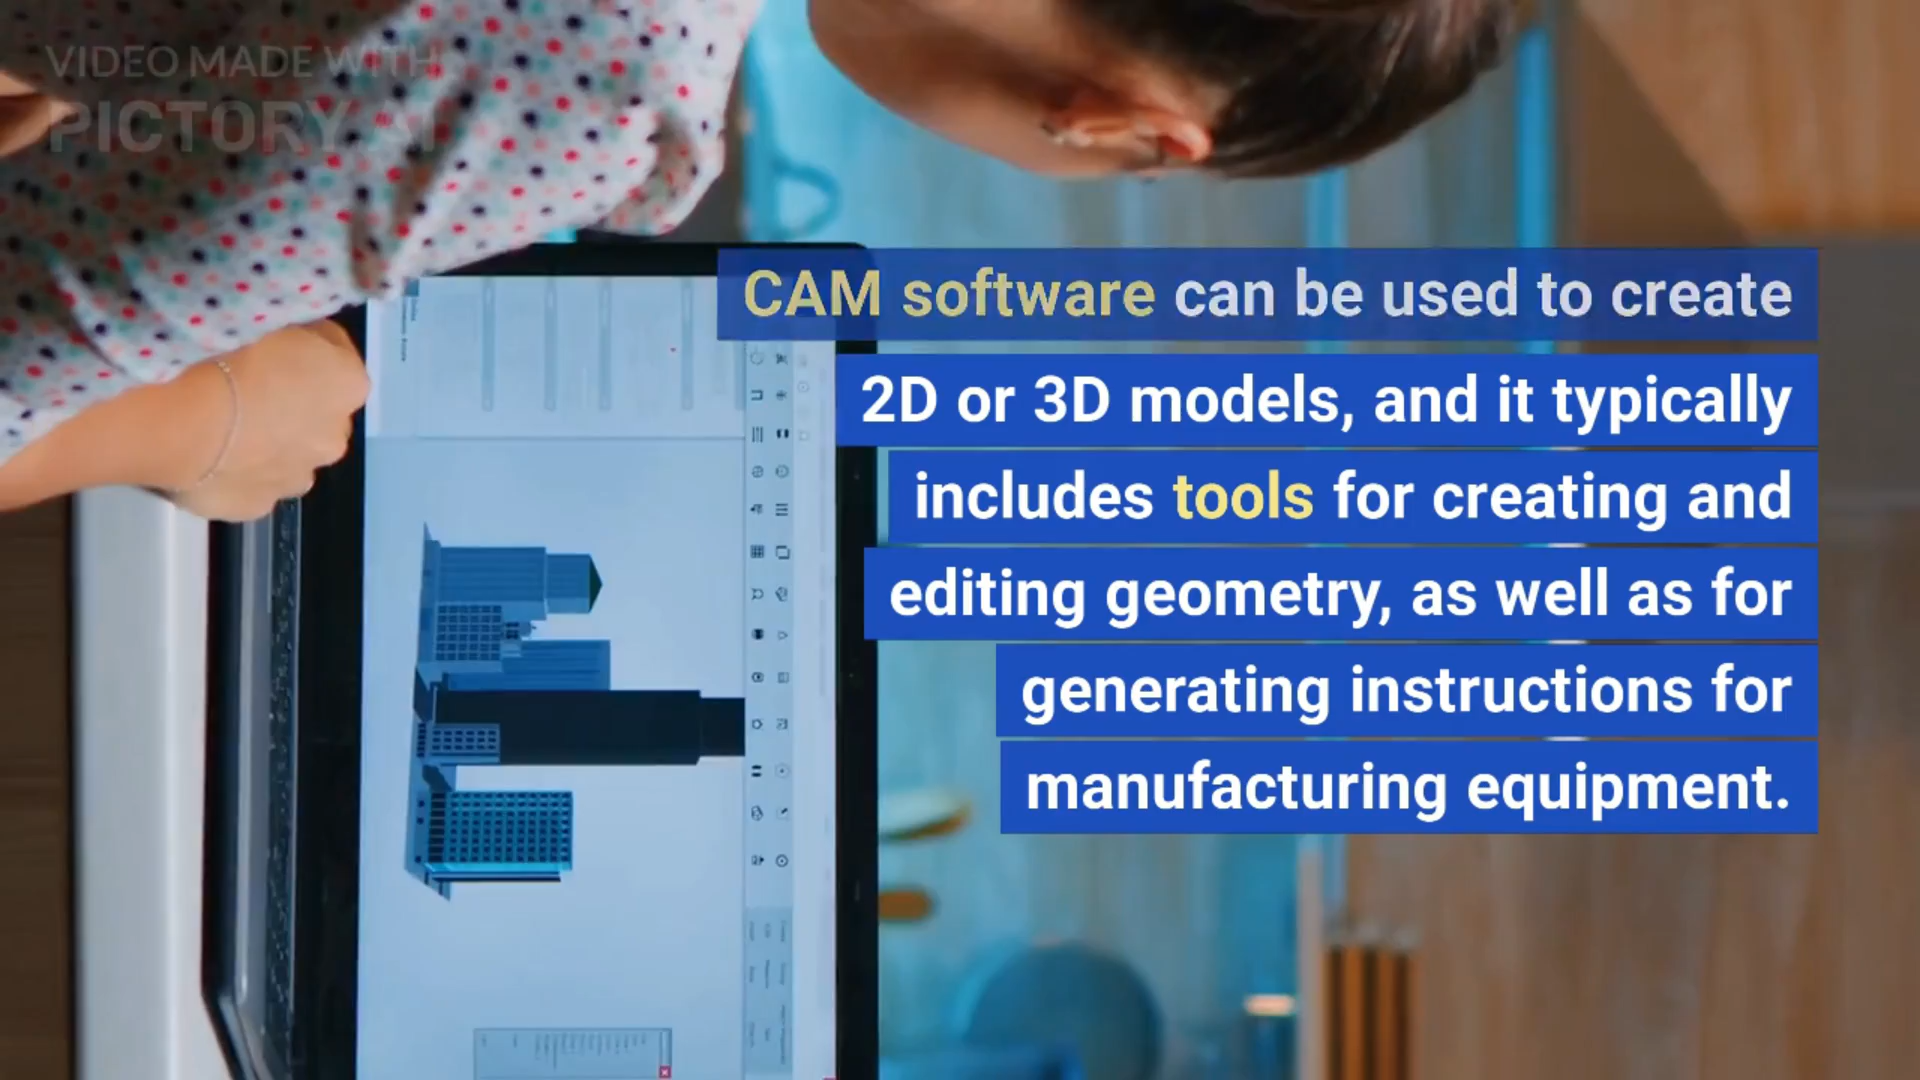 VIDEO MADE WITH
PICTORY.AI
CAM software can be used to create
2D or 3D models, and it typically
includes tools for creating and
editing geometry, as well as for
generating instructions for
manufacturing equipment.